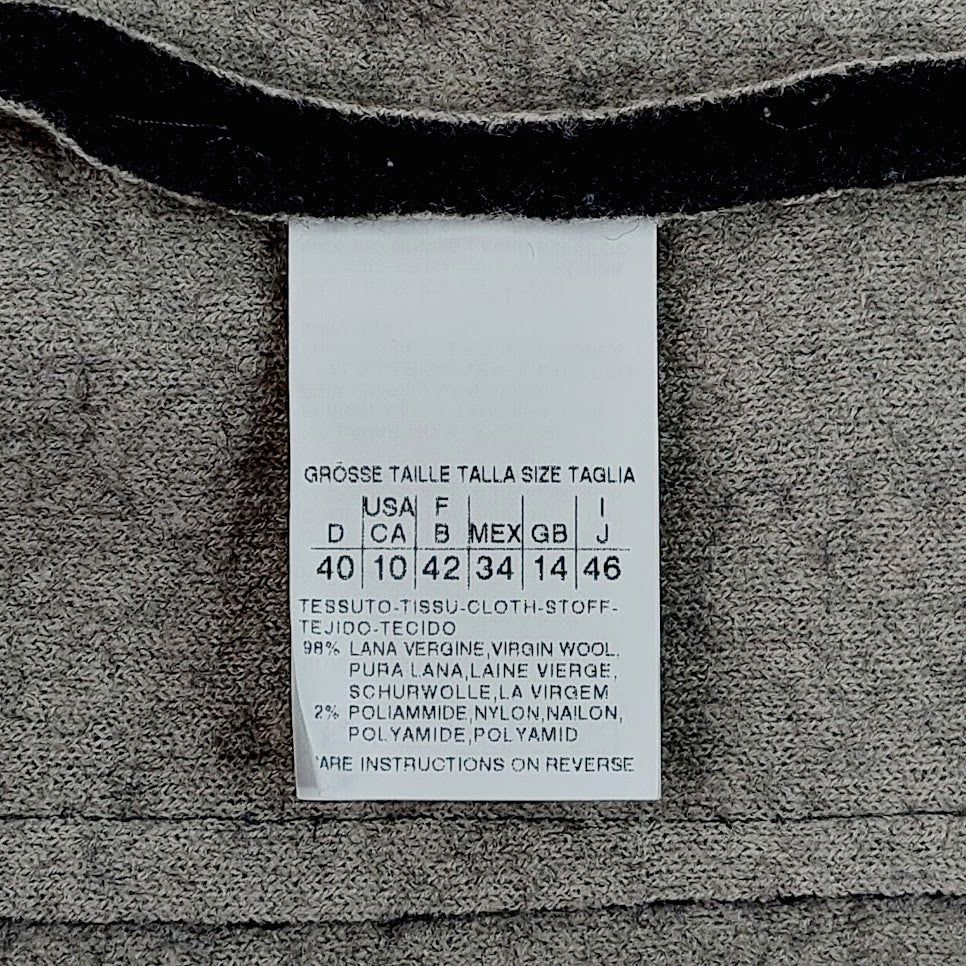 GRÖSSE TAILLE TALLA SIZE TAGLIA
USA F I
D CA B MEX GB J
40 10 42 34 14 46
TESSUTO-TISSU-CLOTH-STOFF-
TEJIDO-TECIDO
98% LANA VERGINE,VIRGIN WOOL,
PURA LANA,LAINE VIERGE,
SCHURWOLLE,LA VIRGEM
2% POLIAMMIDE,NYLON,NAILON,
POLYAMIDE,POLYAMID
ARE INSTRUCTIONS ON REVERSE